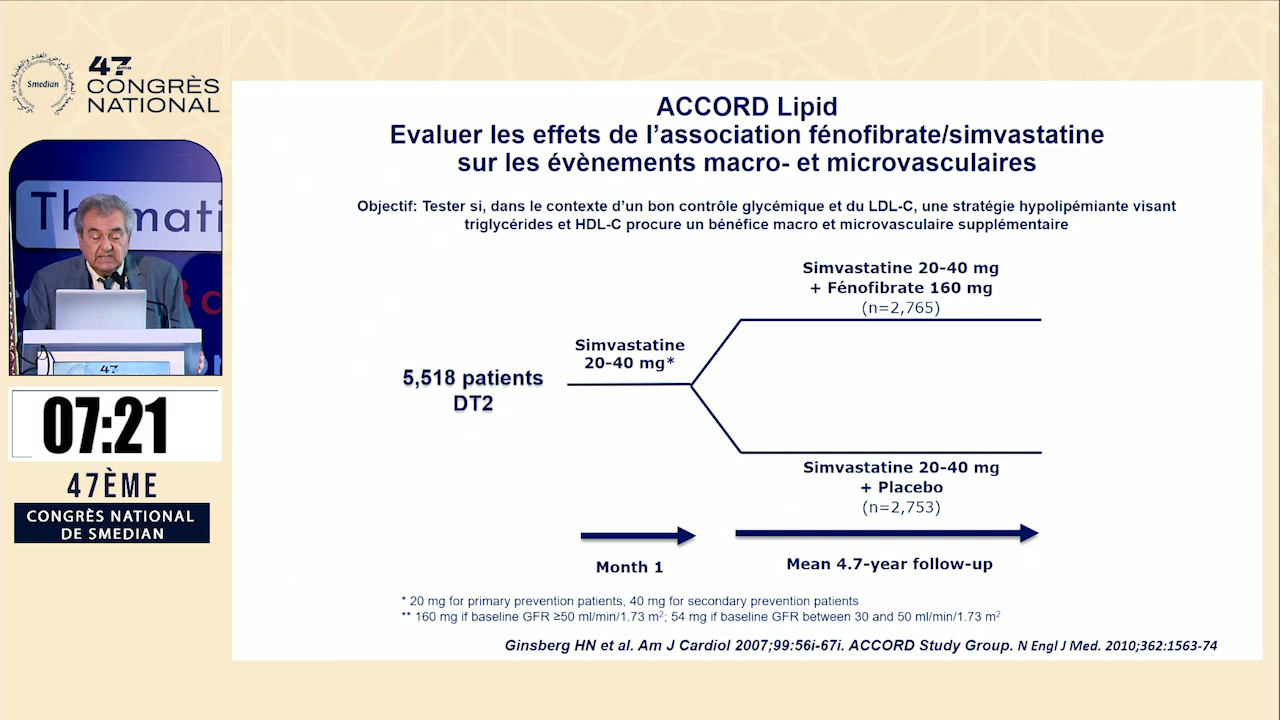 Smedian
47ème
CONGRÈS
NATIONAL
Th mati
47
07:21
47ÈME
CONGRÈS NATIONAL
DE SMEDIAN
ACCORD Lipid
Evaluer les effets de l'association fénofibrate/simvastatine
sur les évènements macro- et microvasculaires
Objectif: Tester si, dans le contexte d'un bon contrôle glycémique et du LDL-C, une stratégie hypolipémiante visant
triglycérides et HDL-C procure un bénéfice macro et microvasculaire supplémentaire
Simvastatine 20-40 mg
+ Fénofibrate 160 mg
(n=2,765)
Simvastatine
20-40 mg*
5,518 patients
DT2
Simvastatine 20-40 mg
+ Placebo
(n=2,753)
Month 1
Mean 4.7-year follow-up
* 20 mg for primary prevention patients, 40 mg for secondary prevention patients
** 160 mg if baseline GFR ≥50 ml/min/1.73 m²; 54 mg if baseline GFR between 30 and 50 ml/min/1.73 m²
Ginsberg HN et al. Am J Cardiol 2007;99:56i-67i. ACCORD Study Group. N Engl J Med. 2010;362:1563-74